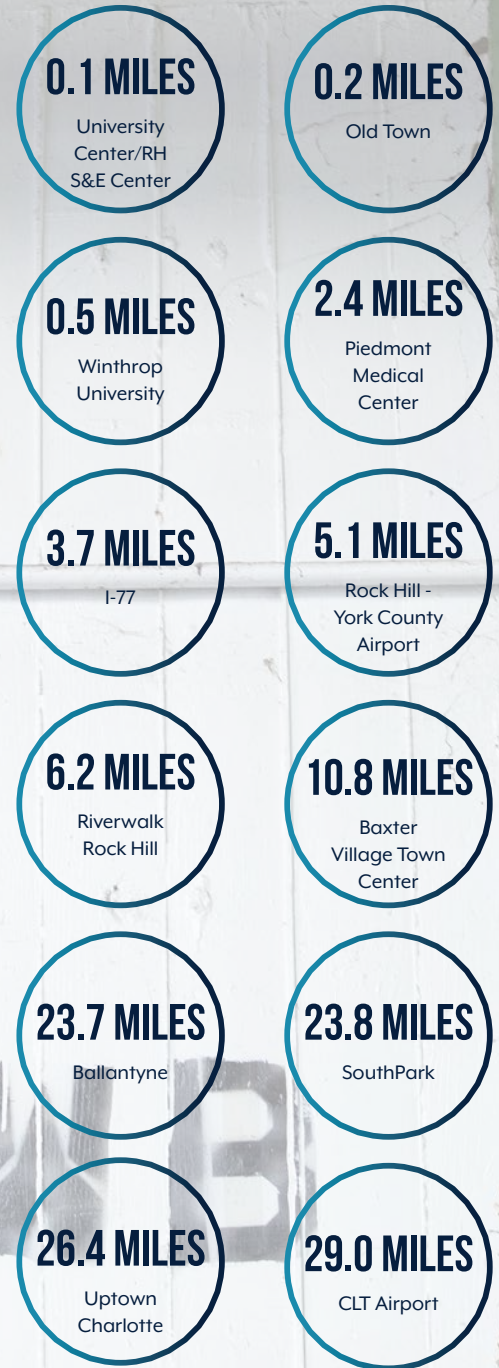 0.1 MILES
University
Center/RH
S&E Center
0.2 MILES
Old Town
0.5 MILES
Winthrop
University
2.4 MILES
Piedmont
Medical
Center
3.7 MILES
I-77
5.1 MILES
Rock Hill -
York County
Airport
6.2 MILES
Riverwalk
Rock Hill
10.8 MILES
Baxter
Village Town
Center
23.7 MILES
Ballantyne
23.8 MILES
SouthPark
WB
26.4 MILES
Uptown
Charlotte
29.0 MILES
CLT Airport